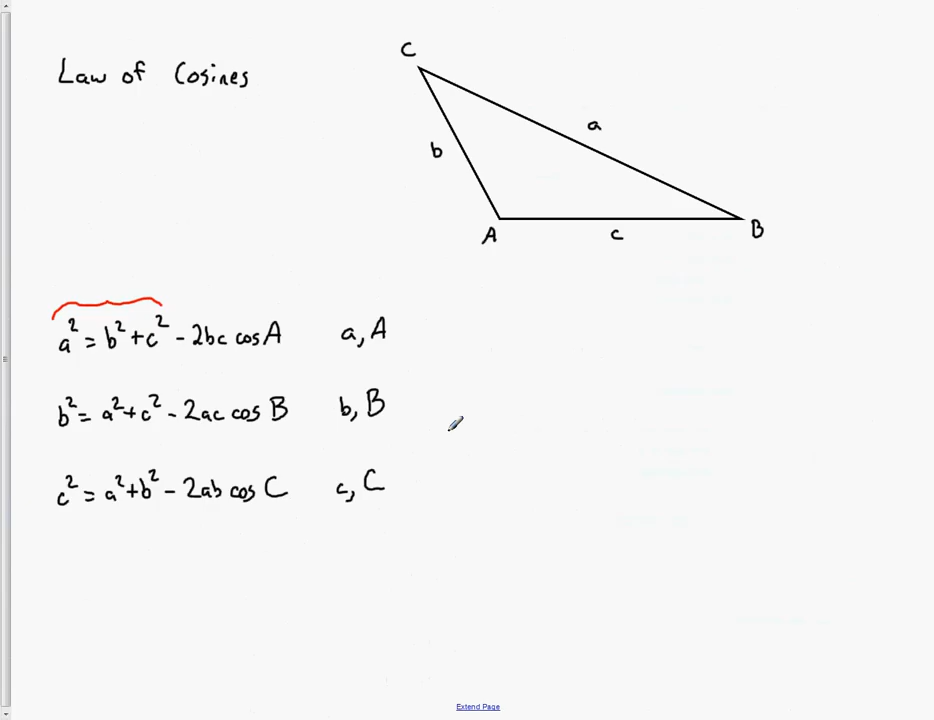 Law of Cosines
C
a
b
A
c
B
a² = b² + c² - 2bc cosA a, A
b² = a² + c² - 2ac cos B b, B
c² = a² + b² - 2ab cos C c, C
Extend Page